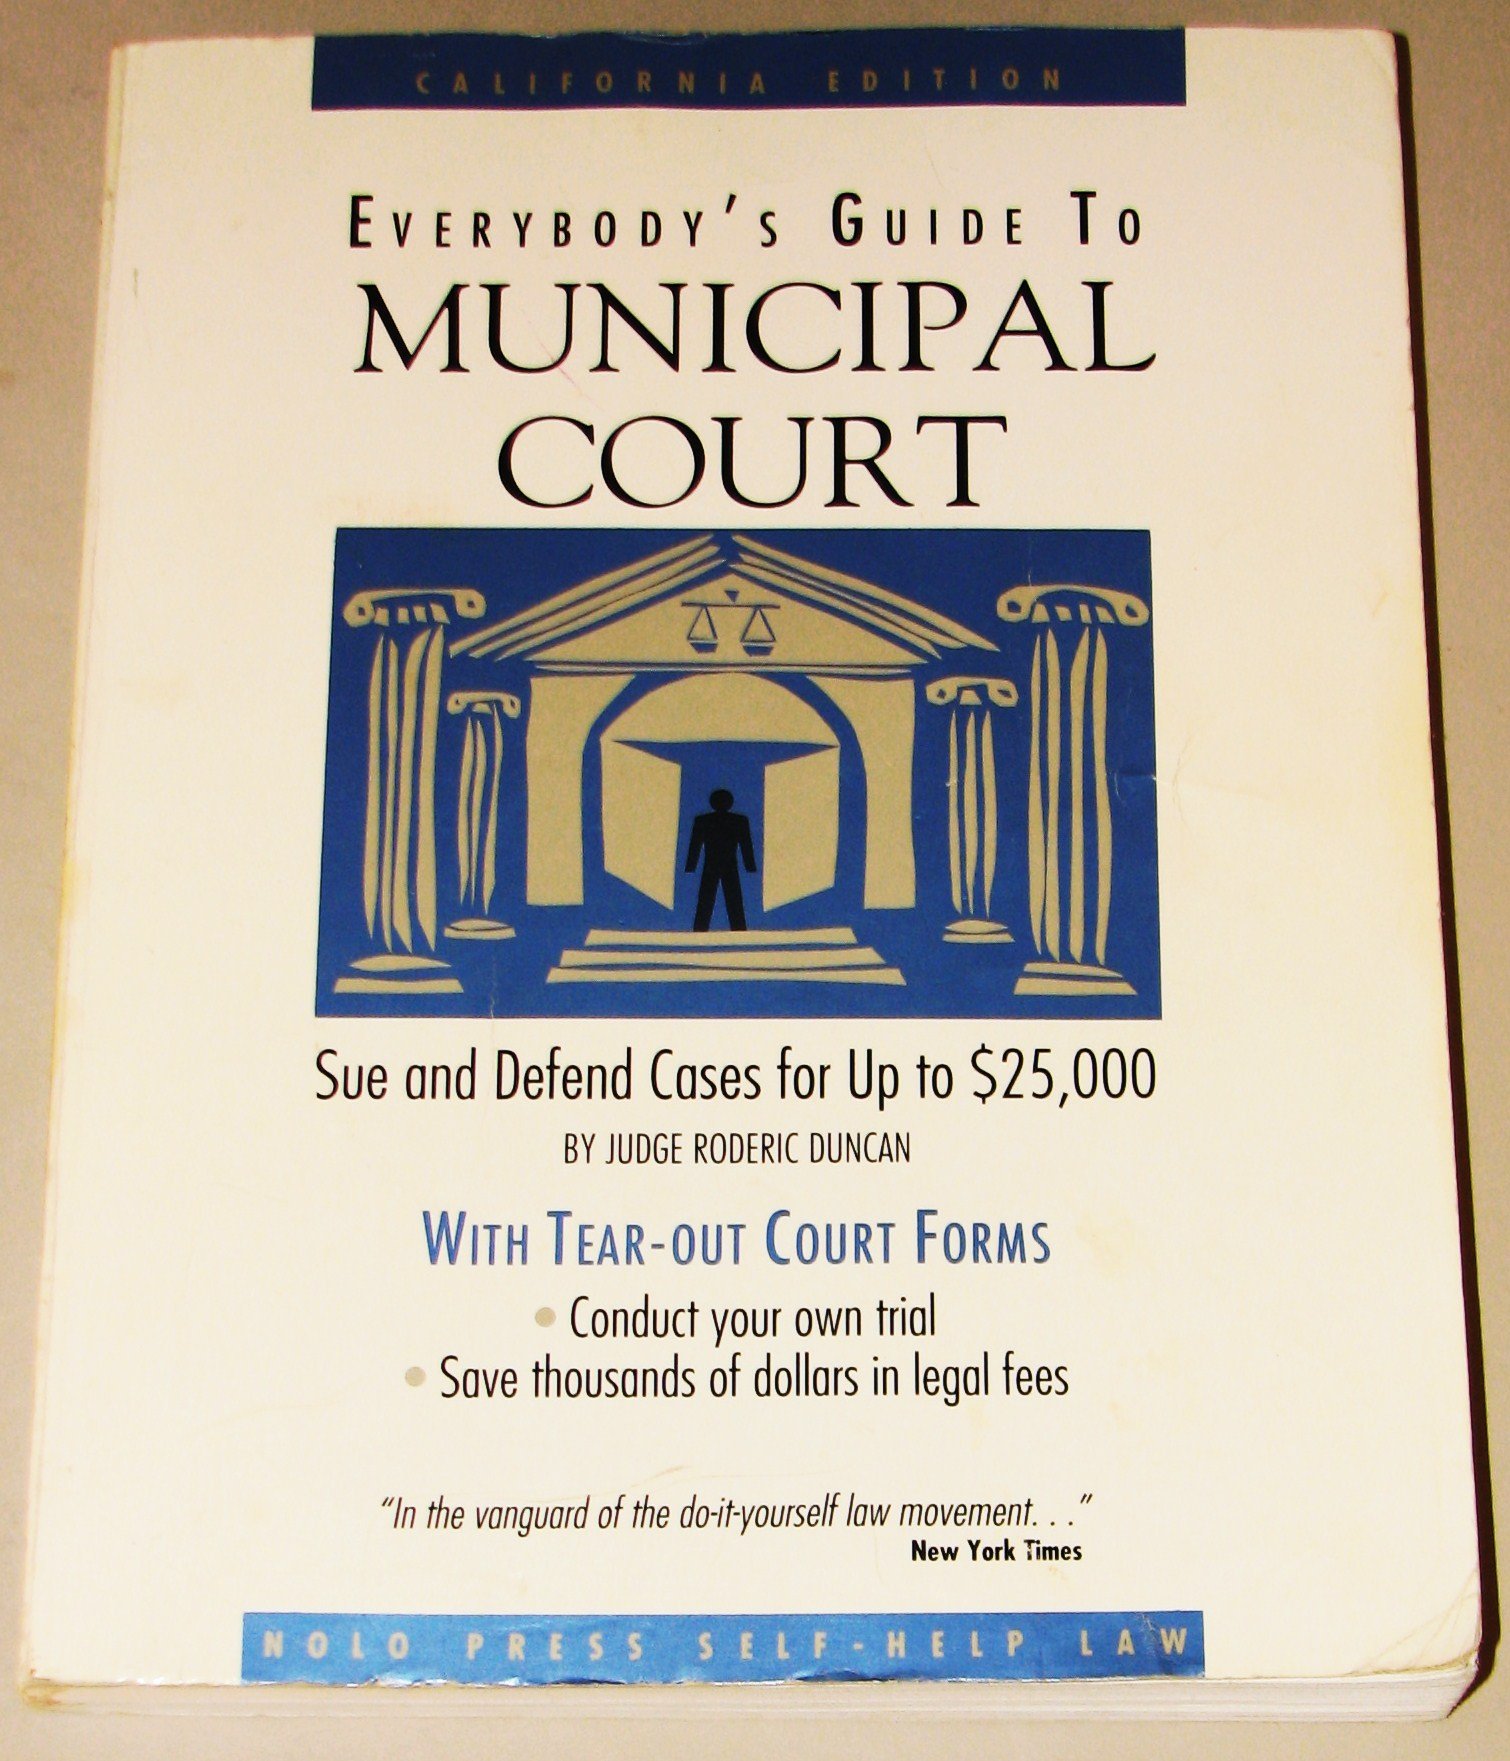 CALIFORNIA EDITION
EVERYBODY'S GUIDE TO
MUNICIPAL
COURT
Sue and Defend Cases for Up to $25,000
BY JUDGE RODERIC DUNCAN
WITH TEAR-OUT COURT FORMS
• Conduct your own trial
• Save thousands of dollars in legal fees
“In the vanguard of the do-it-yourself law movement. . .”
New York Times
NOLO PRESS SELF-HELP LAW